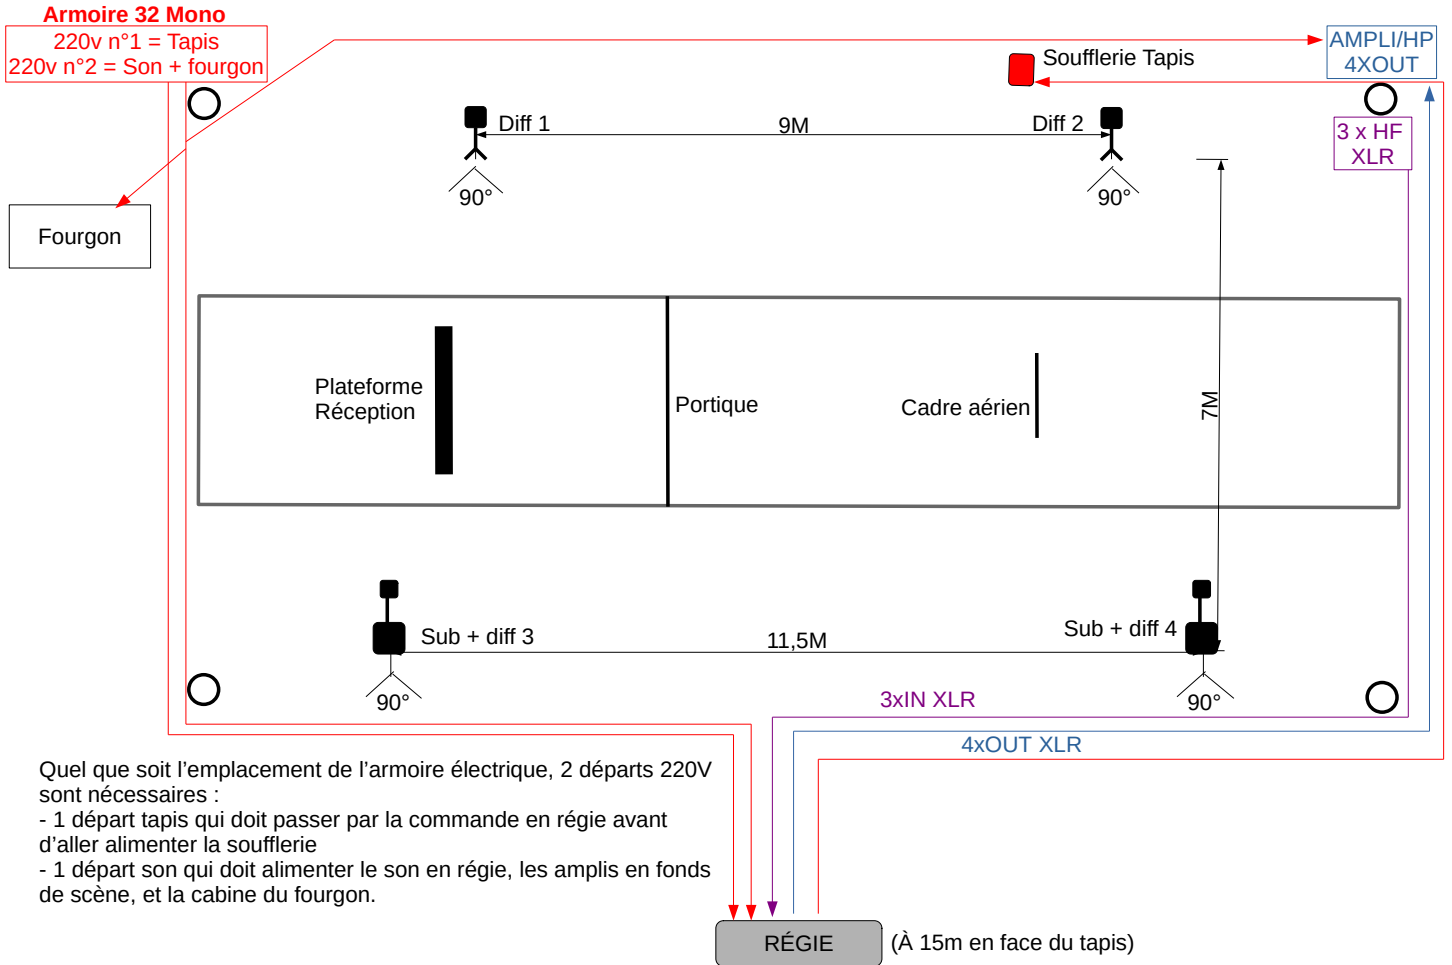 Armoire 32 Mono
220v n°1 = Tapis
220v n°2 = Son + fourgon
AMPLI/HP
4XOUT
Soufflerie Tapis
3 x HF
XLR
Diff 1
9M
Diff 2
90°
90°
Fourgon
Plateforme
Réception
Portique
Cadre aérien
7M
Sub + diff 3
11,5M
Sub + diff 4
90°
90°
3xIN XLR
4xOUT XLR
Quel que soit l’emplacement de l’armoire électrique, 2 départs 220V
sont nécessaires :
- 1 départ tapis qui doit passer par la commande en régie avant
d’aller alimenter la soufflerie
- 1 départ son qui doit alimenter le son en régie, les amplis en fonds
de scène, et la cabine du fourgon.
RÉGIE
(À 15m en face du tapis)